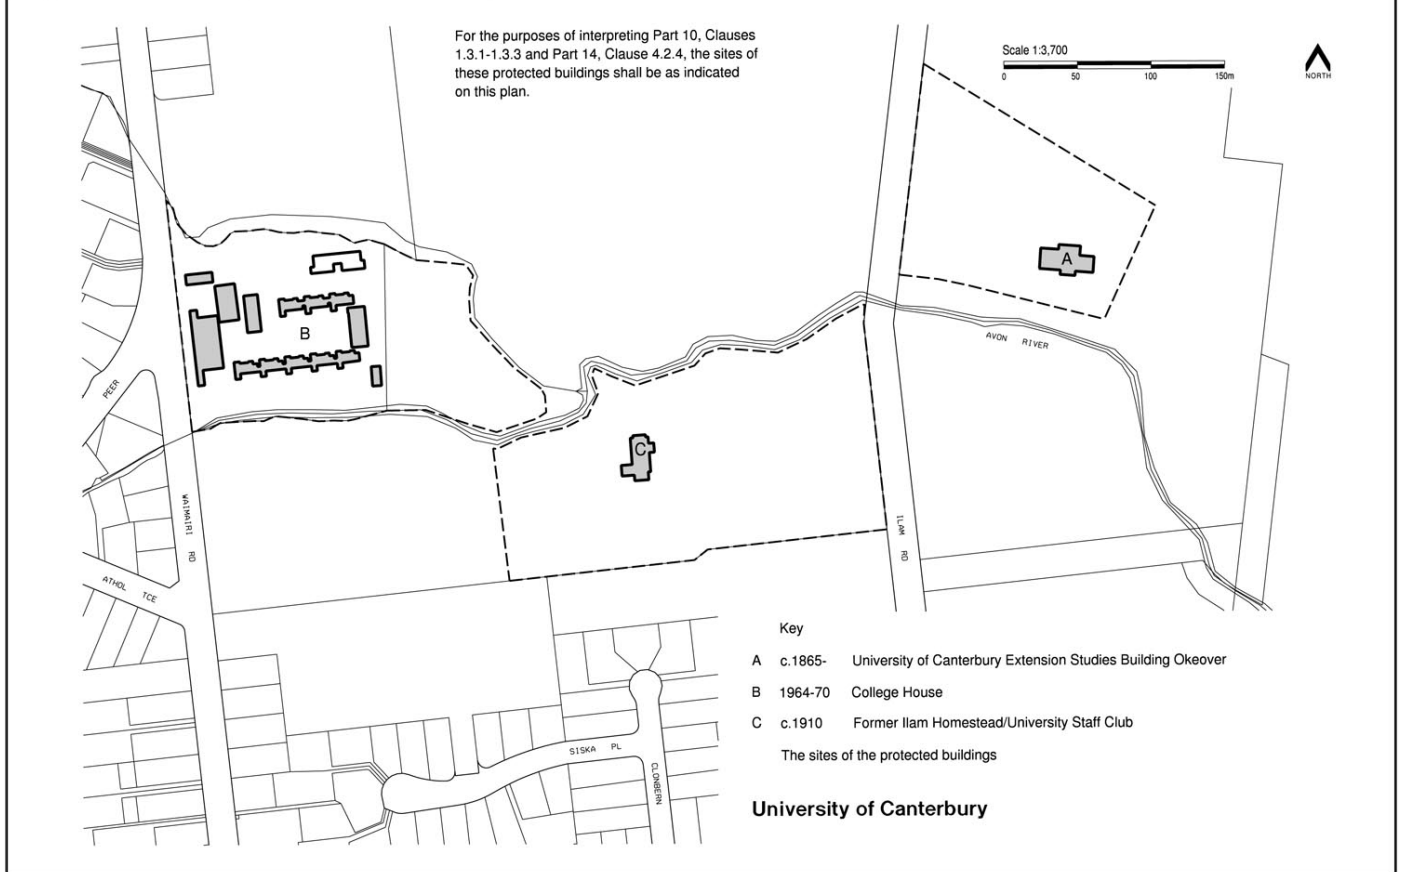 For the purposes of interpreting Part 10, Clauses
1.3.1-1.3.3 and Part 14, Clause 4.2.4, the sites of
these protected buildings shall be as indicated
on this plan.
Scale 1:3,700
0 50 100 150m
NORTH
A
B
C
AVON RIVER
PEER
WAIMAIRI RD
ILAM RD
ATHOL TCE
SISKA PL
CLONBERN
Key
A c.1865- University of Canterbury Extension Studies Building Okeover
B 1964-70 College House
C c.1910 Former Ilam Homestead/University Staff Club
The sites of the protected buildings
University of Canterbury